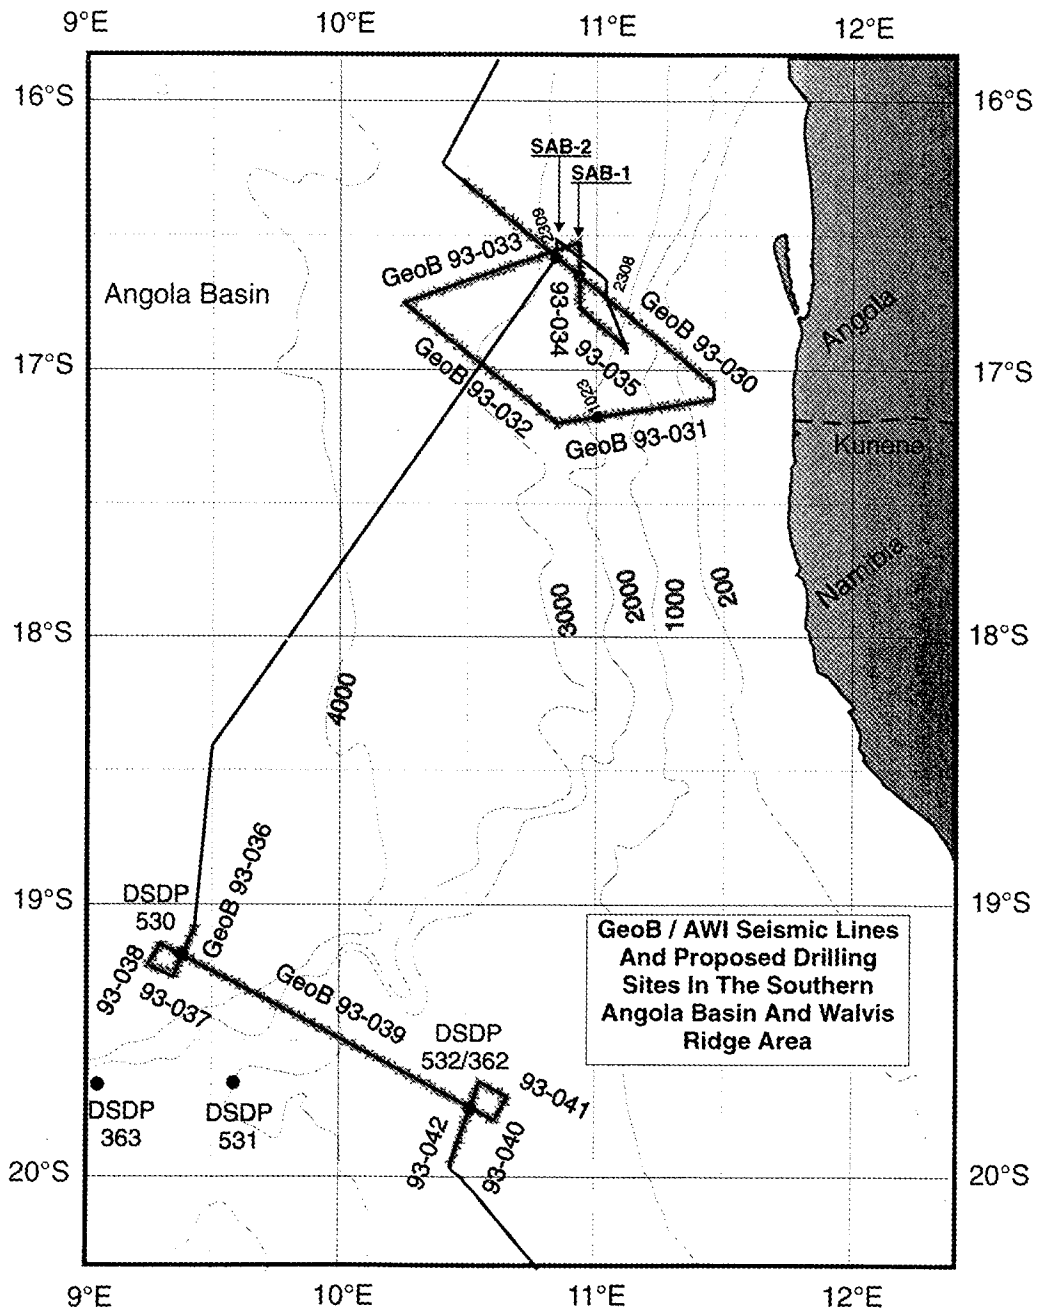 9°E
10°E
11°E
12°E
16°S
16°S
SAB-2
SAB-1
2309
GeoB 93-033
2308
Angola Basin
93-034
GeoB 93-030
Angola
93-035
17°S
17°S
GeoB 93-032
1023
GeoB 93-031
Kunene
3000
2000
1000
200
Namibia
18°S
18°S
4000
GeoB 93-036
19°S
19°S
DSDP
530
93-038
93-037
GeoB 93-039
GeoB / AWI Seismic Lines
And Proposed Drilling
Sites In The Southern
Angola Basin And Walvis
Ridge Area
DSDP
532/362
93-041
DSDP
363
DSDP
531
93-042
93-040
20°S
20°S
9°E
10°E
11°E
12°E